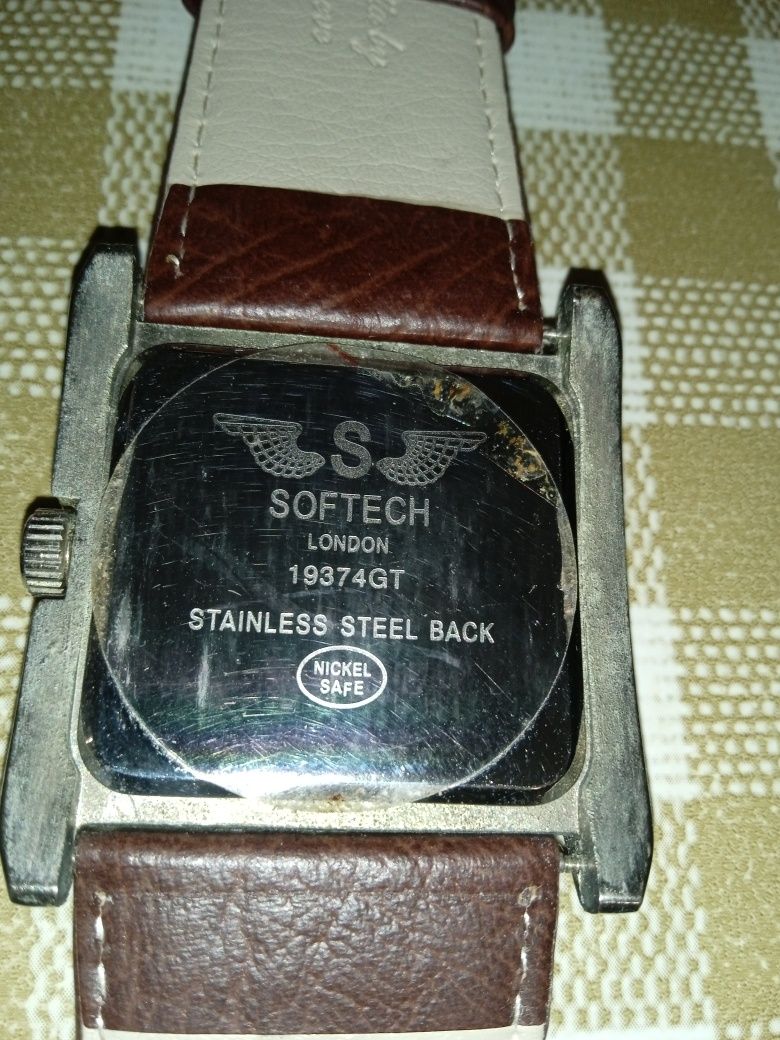 S
SOFTECH
LONDON
19374GT
STAINLESS STEEL BACK
NICKEL
SAFE